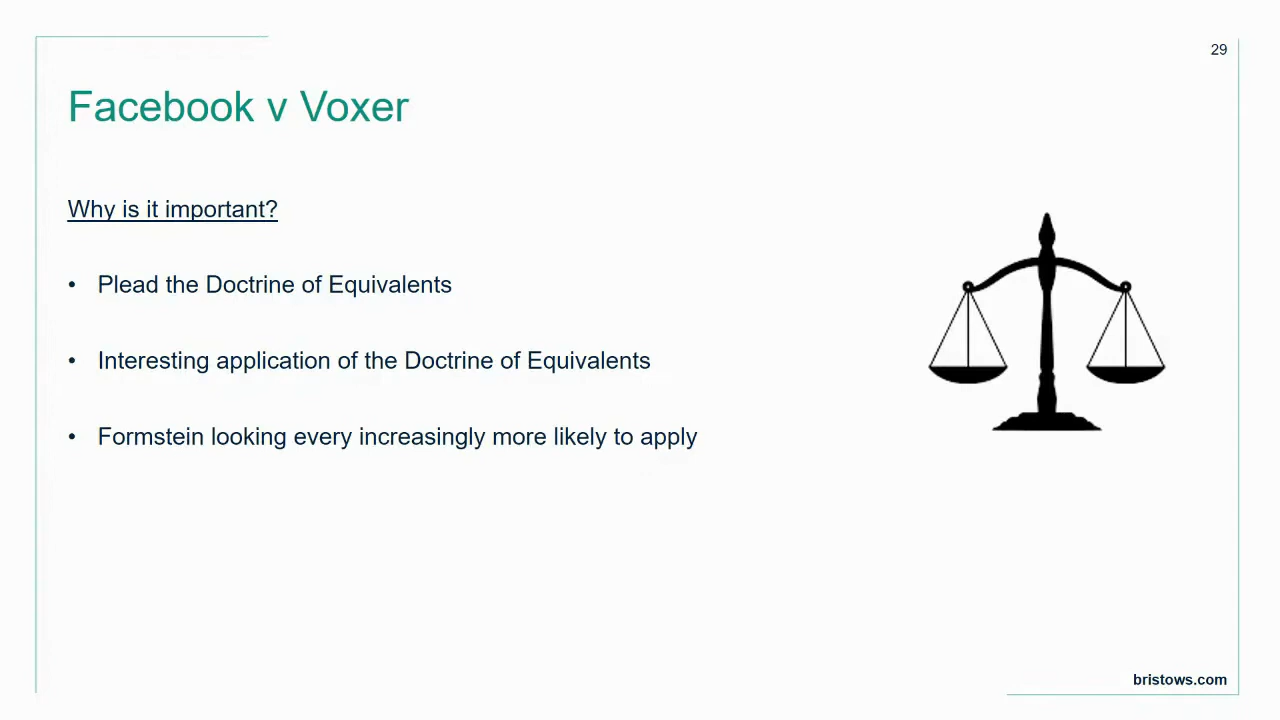 29
Facebook v Voxer
Why is it important?
• Plead the Doctrine of Equivalents
• Interesting application of the Doctrine of Equivalents
• Formstein looking every increasingly more likely to apply
bristows.com